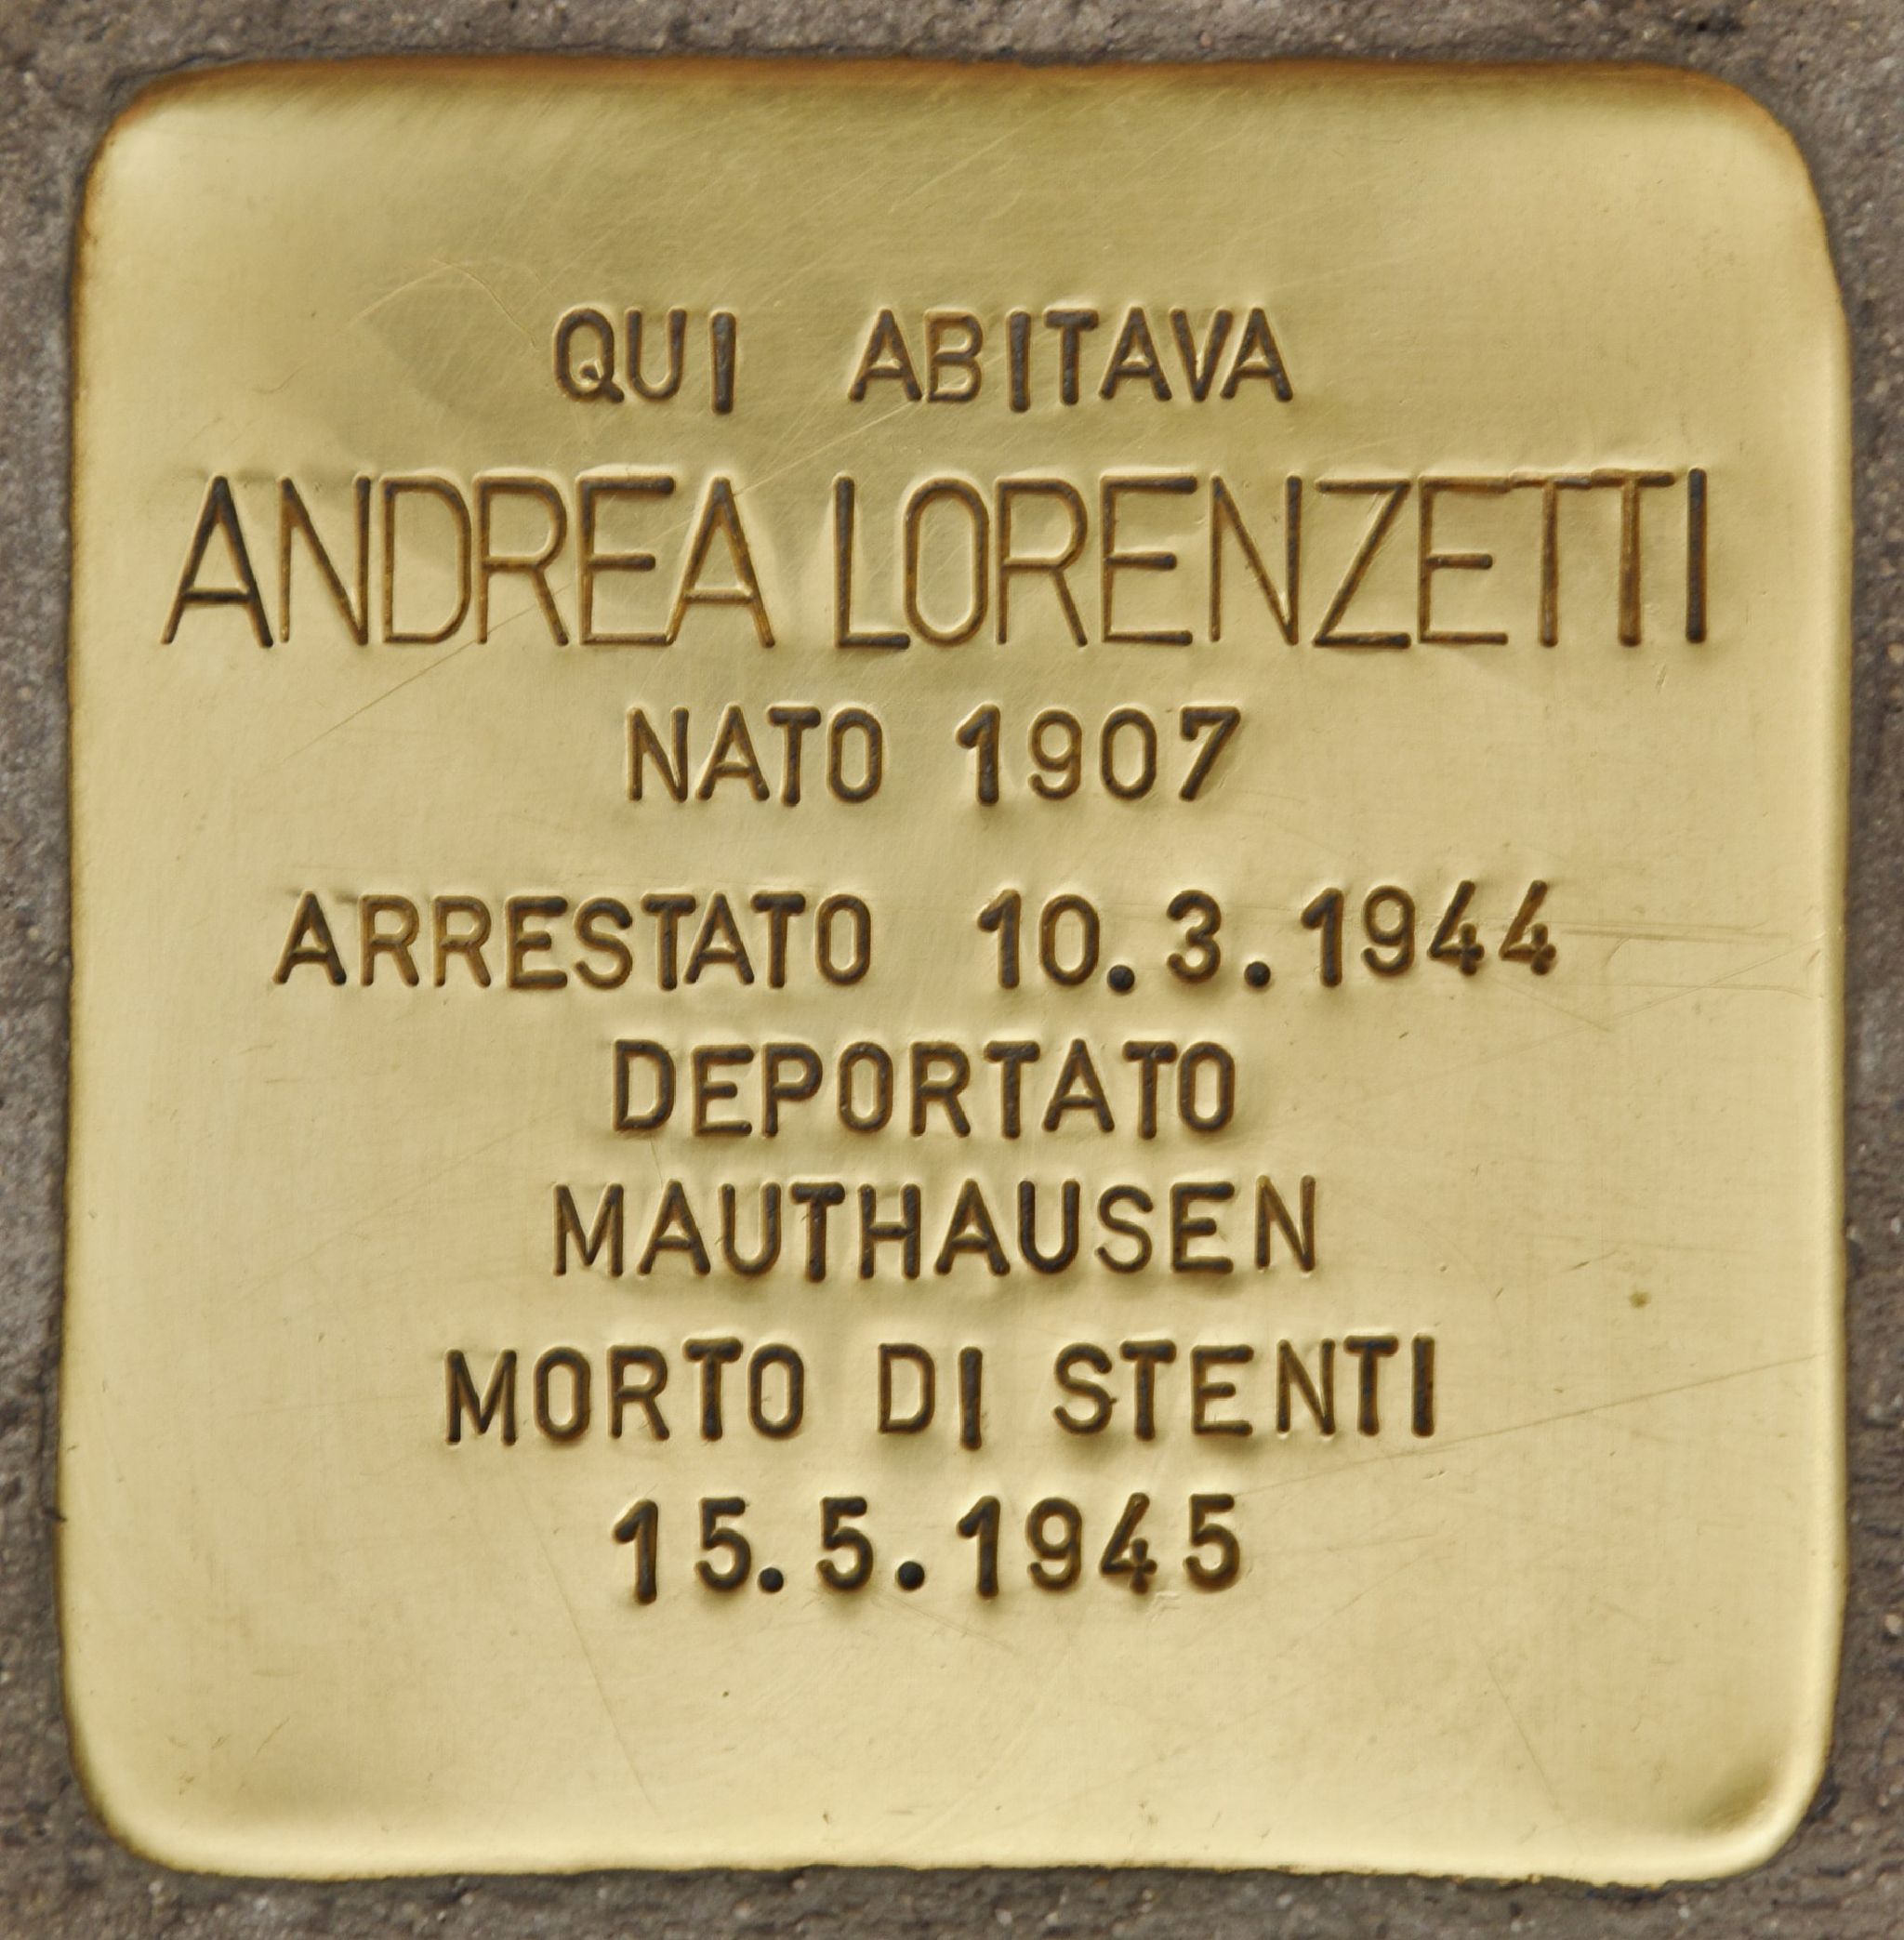 QUI ABITAVA
ANDREA LORENZETTI
NATO 1907
ARRESTATO 10.3.1944
DEPORTATO
MAUTHAUSEN
MORTO DI STENTI
15.5.1945